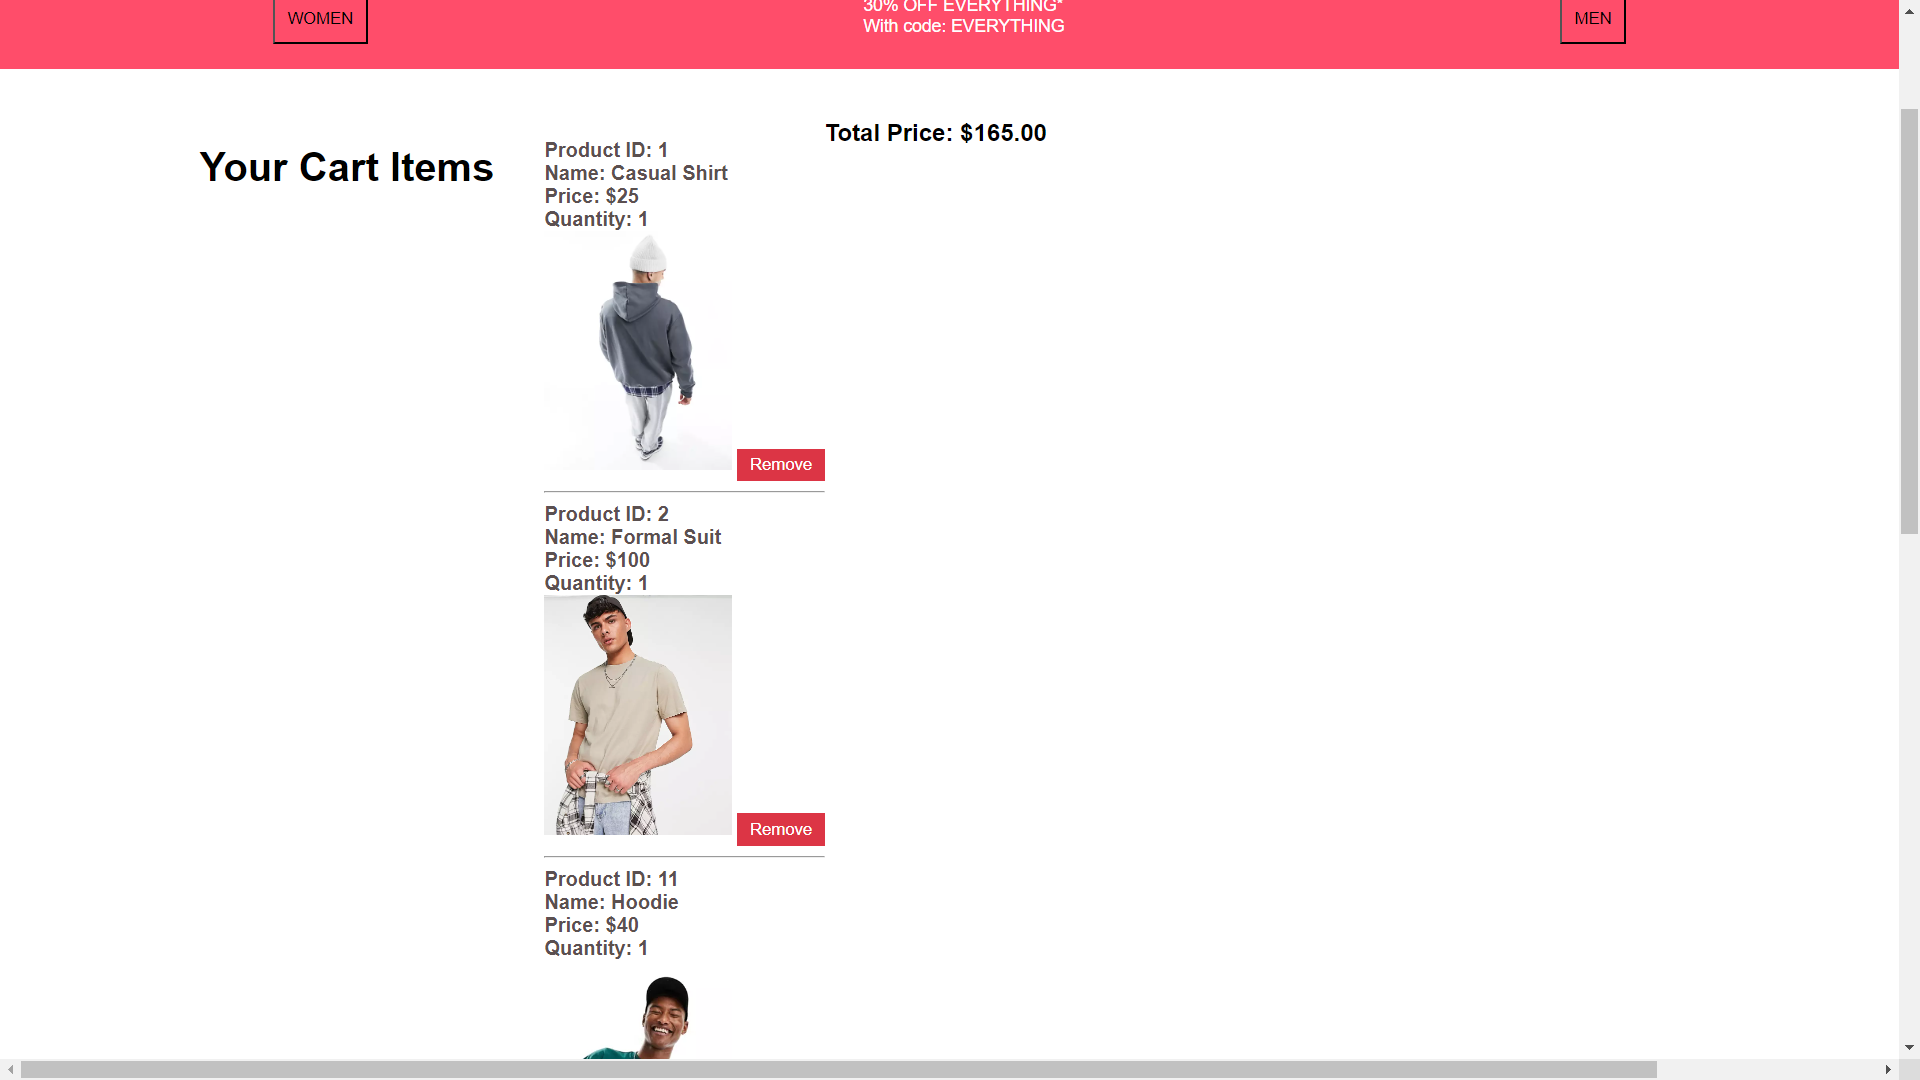 WOMEN
30% OFF EVERYTHING*
With code: EVERYTHING
MEN
Your Cart Items
Total Price: $165.00
Product ID: 1
Name: Casual Shirt
Price: $25
Quantity: 1
Remove
Product ID: 2
Name: Formal Suit
Price: $100
Quantity: 1
Remove
Product ID: 11
Name: Hoodie
Price: $40
Quantity: 1